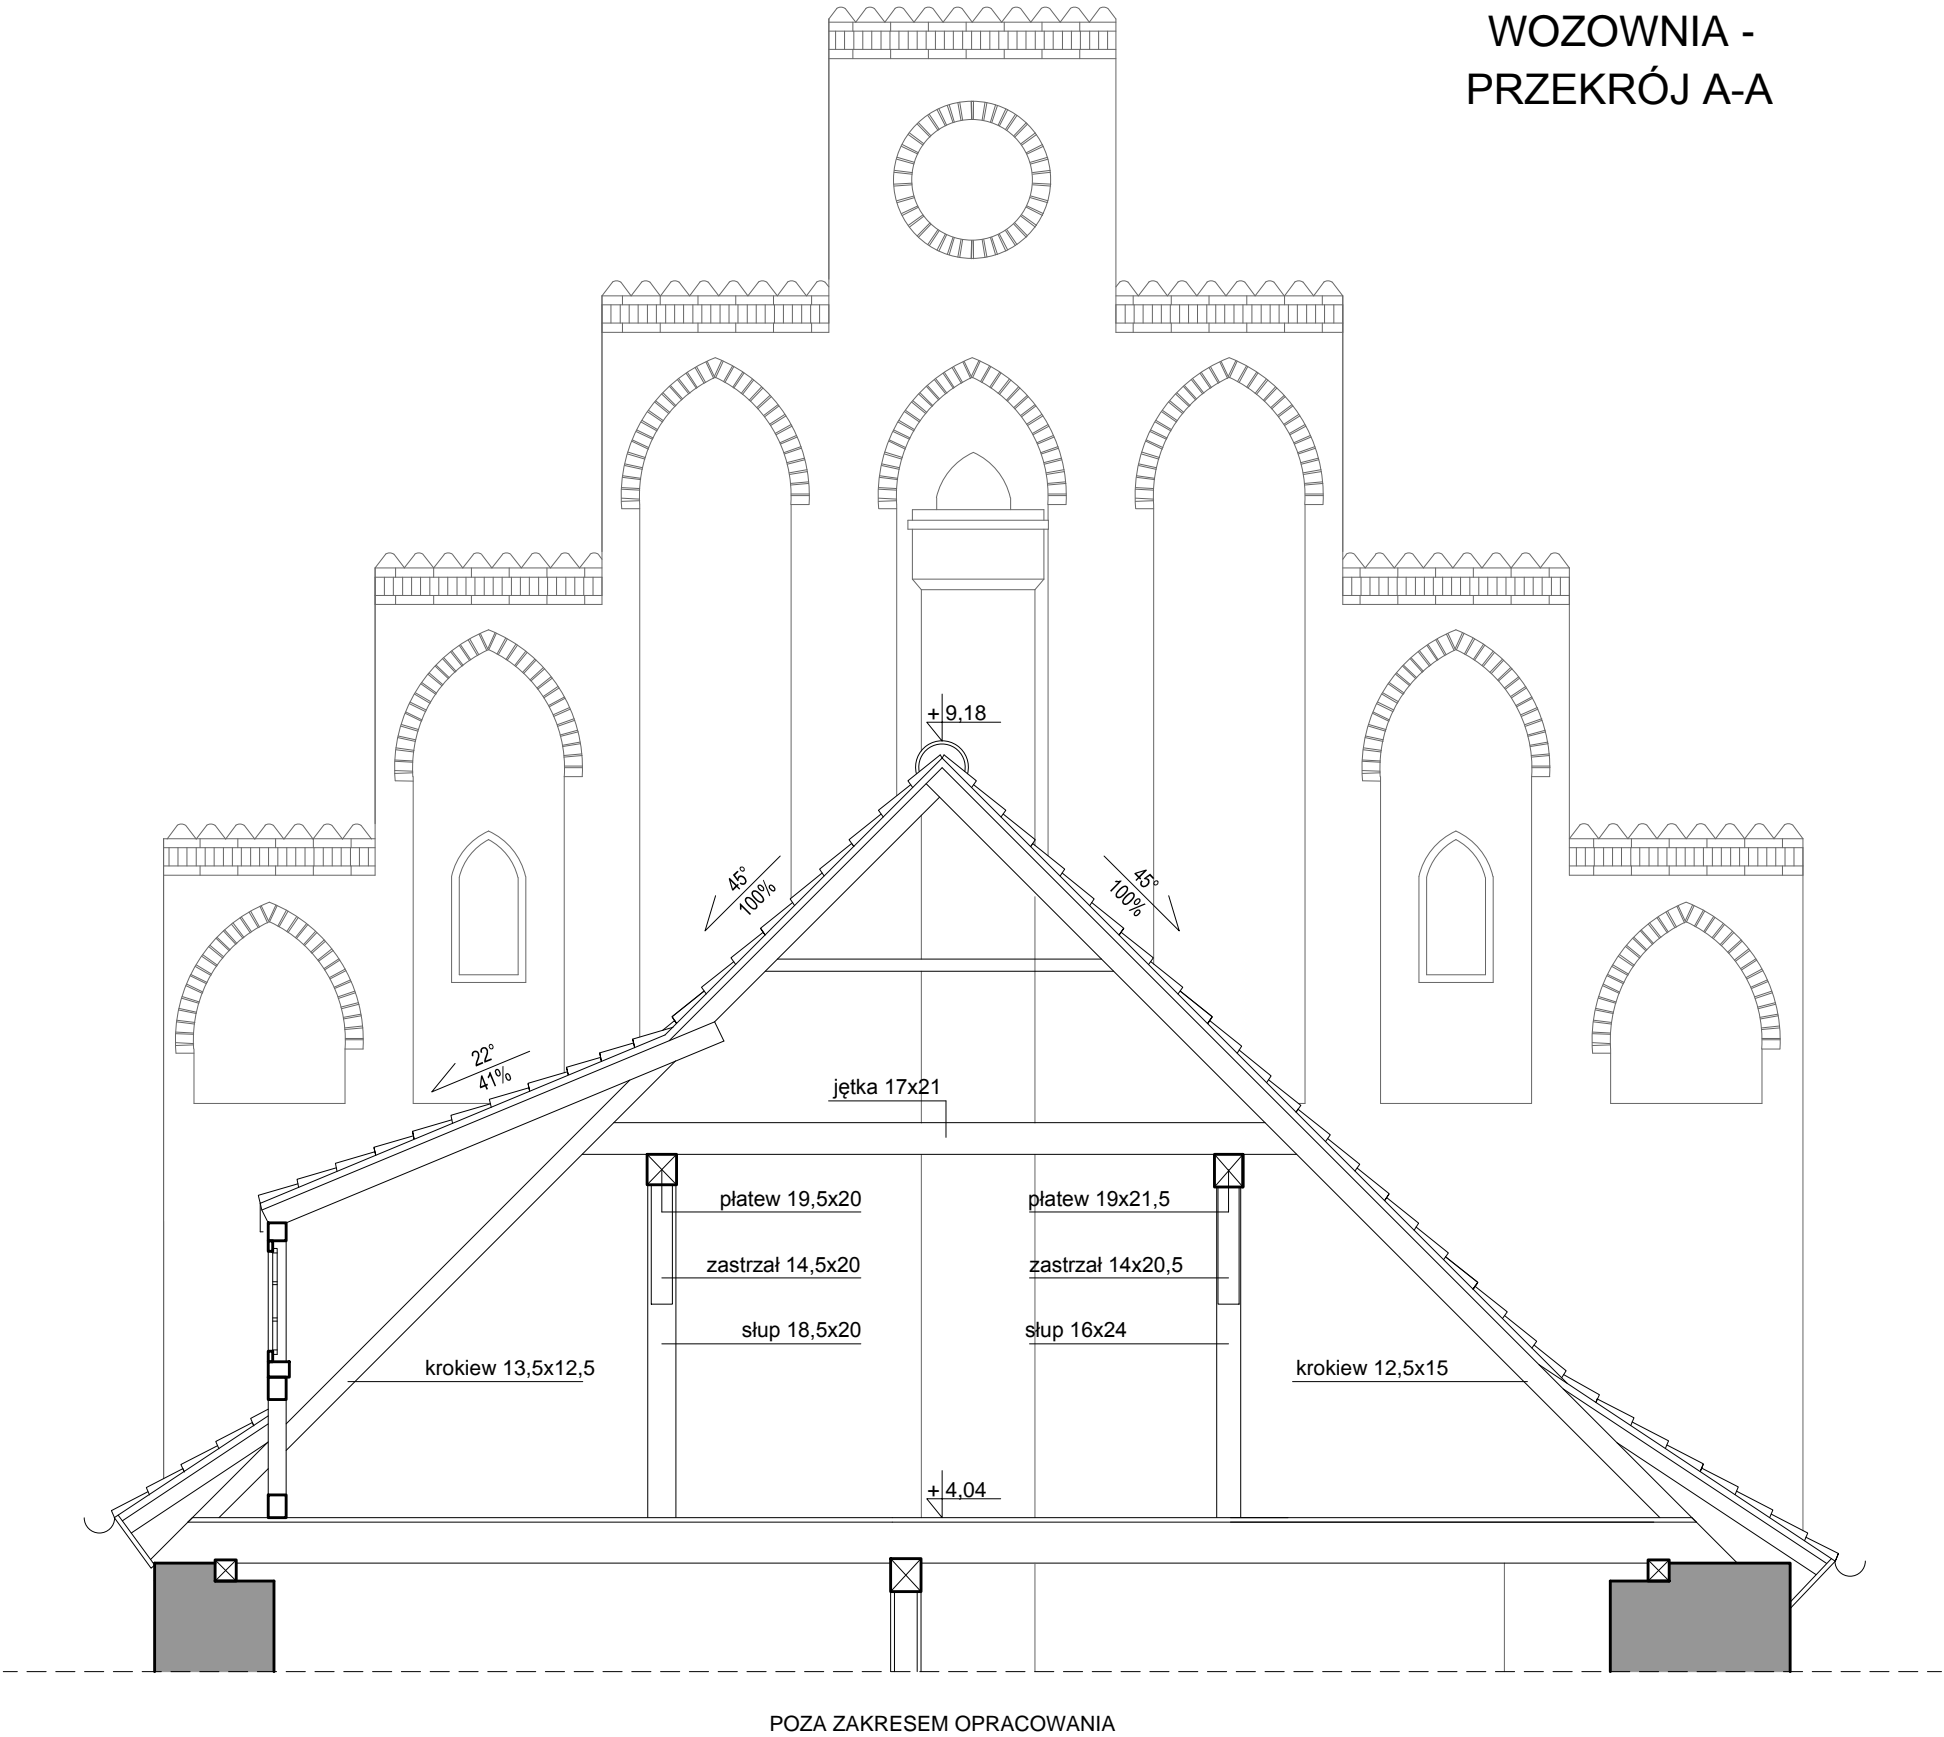 WOZOWNIA -
PRZEKRÓJ A-A
+ 9,18
45°
100%
45°
100%
22°
41%
jętka 17x21
płatew 19,5x20
płatew 19x21,5
zastrzał 14,5x20
zastrzał 14x20,5
słup 18,5x20
słup 16x24
krokiew 13,5x12,5
krokiew 12,5x15
+ 4,04
POZA ZAKRESEM OPRACOWANIA